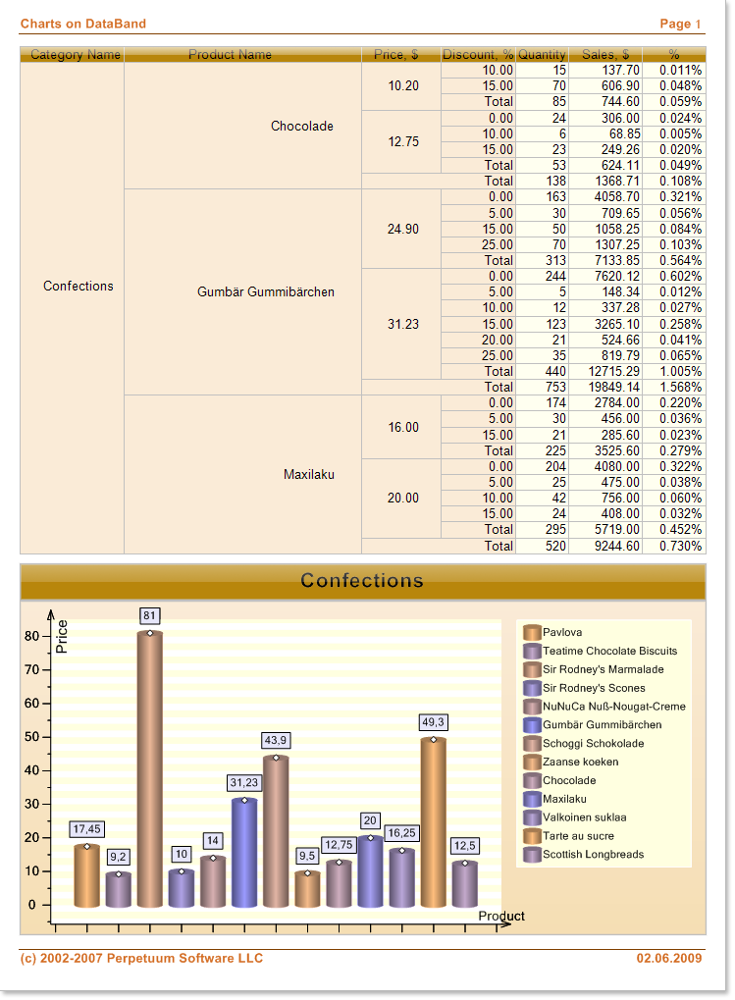 Charts on DataBand Page 1
Category Name Product Name Price, $ Discount, % Quantity Sales, $ %
10.00 15 137.70 0.011%
10.20 15.00 70 606.90 0.048%
Total 85 744.60 0.059%
0.00 24 306.00 0.024%
Chocolade 10.00 6 68.85 0.005%
12.75 15.00 23 249.26 0.020%
Total 53 624.11 0.049%
Total 138 1368.71 0.108%
0.00 163 4058.70 0.321%
5.00 30 709.65 0.056%
24.90 15.00 50 1058.25 0.084%
25.00 70 1307.25 0.103%
Total 313 7133.85 0.564%
0.00 244 7620.12 0.602%
Confections Gumbär Gummibärchen 5.00 5 148.34 0.012%
10.00 12 337.28 0.027%
31.23 15.00 123 3265.10 0.258%
20.00 21 524.66 0.041%
25.00 35 819.79 0.065%
Total 440 12715.29 1.005%
Total 753 19849.14 1.568%
0.00 174 2784.00 0.220%
5.00 30 456.00 0.036%
16.00 15.00 21 285.60 0.023%
Total 225 3525.60 0.279%
0.00 204 4080.00 0.322%
Maxilaku 5.00 25 475.00 0.038%
20.00 10.00 42 756.00 0.060%
15.00 24 408.00 0.032%
Total 295 5719.00 0.452%
Total 520 9244.60 0.730%
Confections
Price
80
70
60
50
40
30
20
10
0
17,45
9,2
81
10
14
31,23
43,9
9,5
12,75
20
16,25
49,3
12,5
Product
Pavlova
Teatime Chocolate Biscuits
Sir Rodney's Marmalade
Sir Rodney's Scones
NuNuCa Nuß-Nougat-Creme
Gumbär Gummibärchen
Schoggi Schokolade
Zaanse koeken
Chocolade
Maxilaku
Valkoinen suklaa
Tarte au sucre
Scottish Longbreads
(c) 2002-2007 Perpetuum Software LLC 02.06.2009